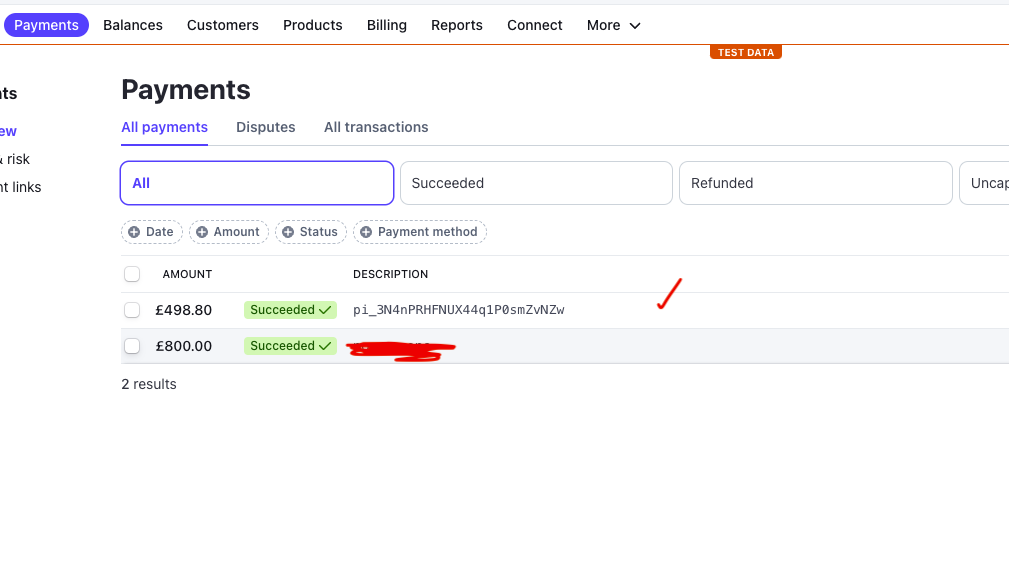 Payments Balances Customers Products Billing Reports Connect More
TEST DATA
Payments
nts
ew
& risk
nt links
All payments Disputes All transactions
All Succeeded Refunded Uncap
Date Amount Status Payment method
AMOUNT DESCRIPTION
£498.80 Succeeded pi_3N4nPRHFNUX44q1P0smZvNZw
£800.00 Succeeded
2 results